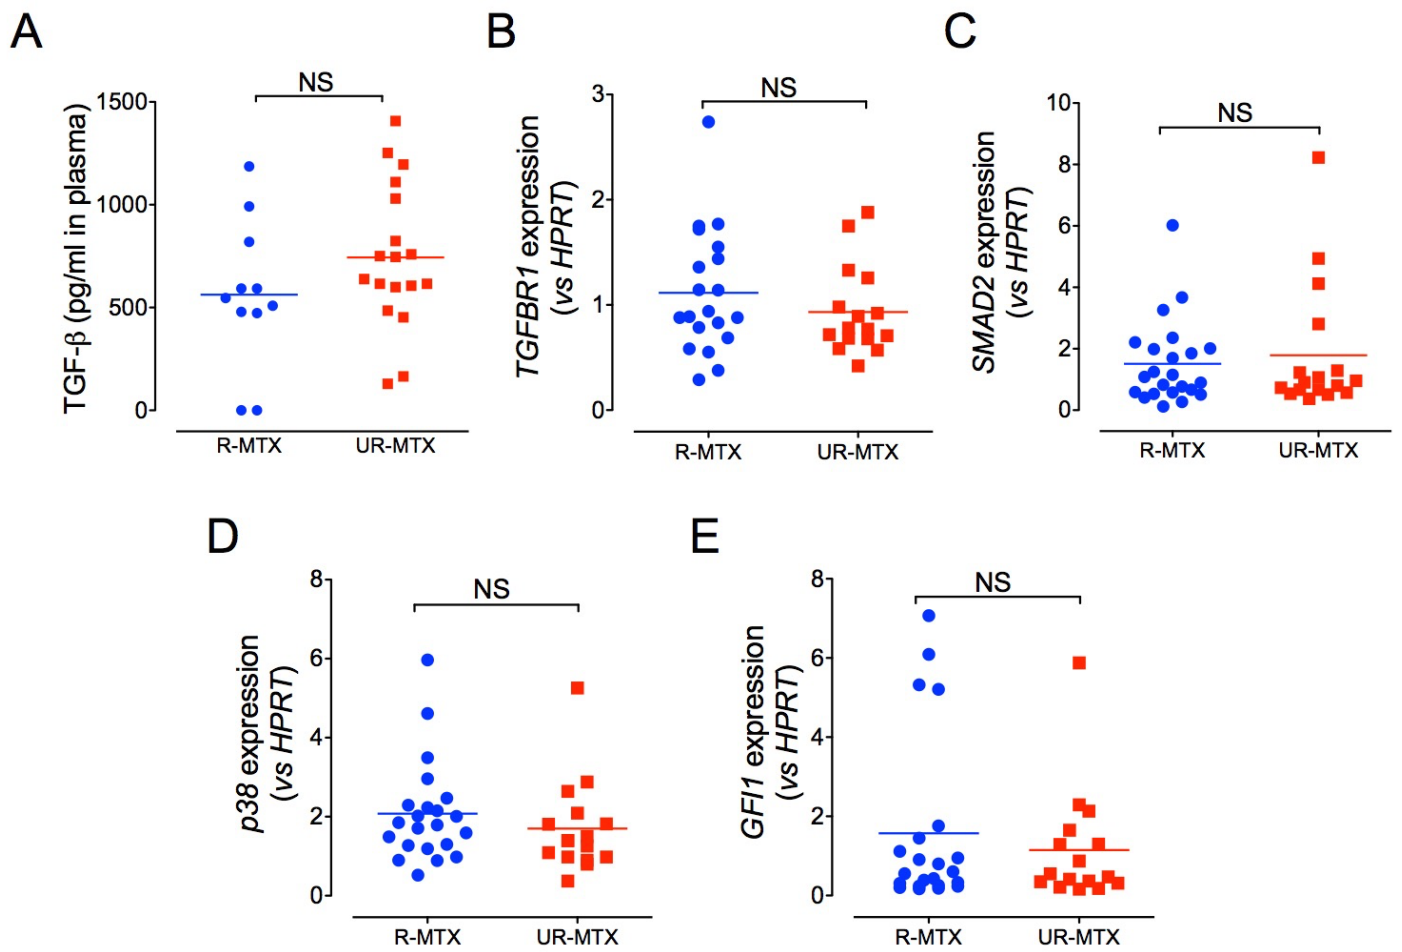 A
NS
TGF-β (pg/ml in plasma)
1500
1000
500
0
R-MTX UR-MTX
B
NS
TGFBR1 expression
(vs HPRT)
3
2
1
0
R-MTX UR-MTX
C
NS
SMAD2 expression
(vs HPRT)
10
8
6
4
2
0
R-MTX UR-MTX
D
NS
p38 expression
(vs HPRT)
8
6
4
2
0
R-MTX UR-MTX
E
NS
GFI1 expression
(vs HPRT)
8
6
4
2
0
R-MTX UR-MTX